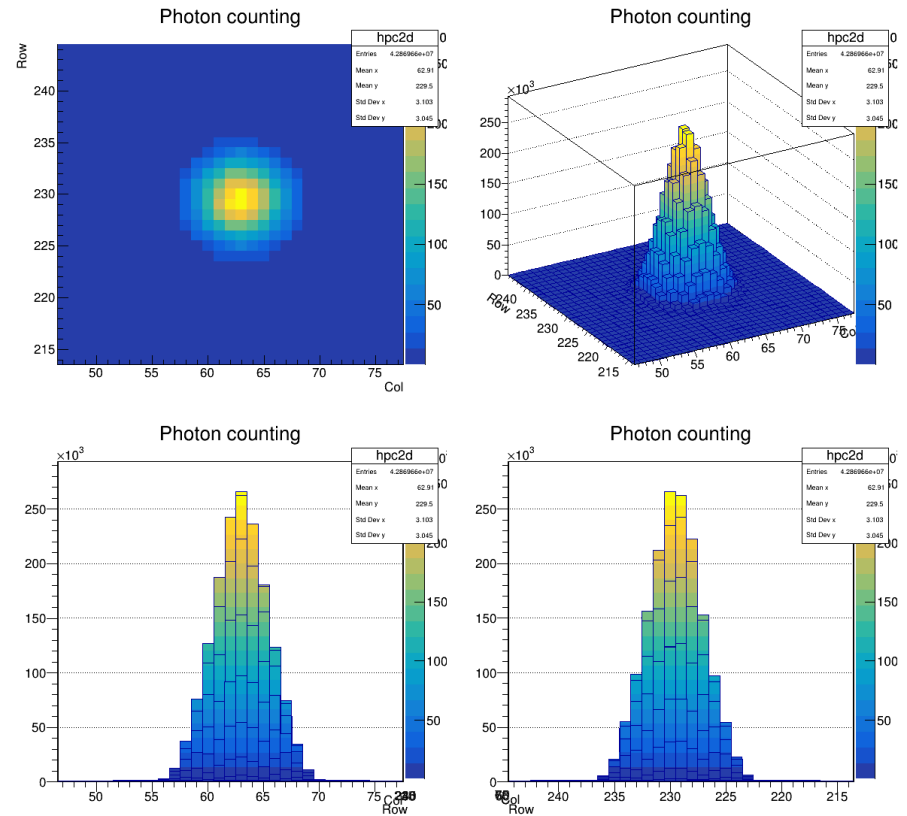 Photon counting
Row
hpc2d
Entries 4.286966e+07
Mean x 62.91
Mean y 229.5
Std Dev x 3.103
Std Dev y 3.045
240
235
230
225
220
215
50 55 60 65 70 75
Col
200
150
100
50
Photon counting
×10³
hpc2d
Entries 4.286966e+07
Mean x 62.91
Mean y 229.5
Std Dev x 3.103
Std Dev y 3.045
250
200
150
100
50
0
Row
240
235
230
225
220
215
50
55
60
65
70
75
150
100
50
Photon counting
×10³
hpc2d
Entries 4.286966e+07
Mean x 62.91
Mean y 229.5
Std Dev x 3.103
Std Dev y 3.045
250
200
150
100
50
0
50 55 60 65 70 75
Col
Row
200
150
100
50
Photon counting
×10³
hpc2d
Entries 4.286966e+07
Mean x 62.91
Mean y 229.5
Std Dev x 3.103
Std Dev y 3.045
250
200
150
100
50
0
240 235 230 225 220 215
Col
Row
200
150
100
50